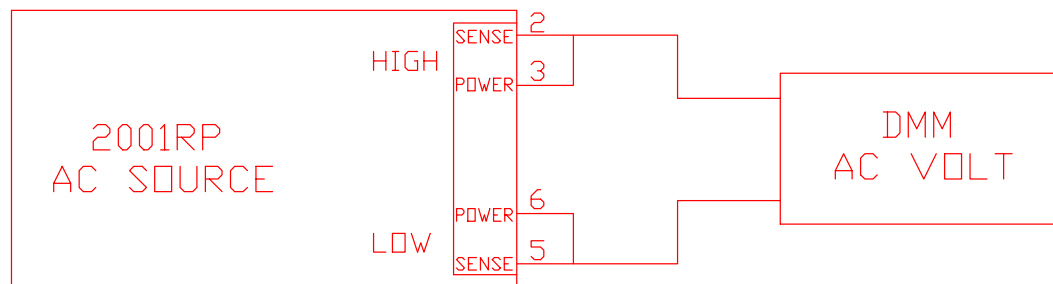 2001RP
AC SOURCE
HIGH
SENSE 2
POWER 3
LOW
POWER 6
SENSE 5
DMM
AC VOLT